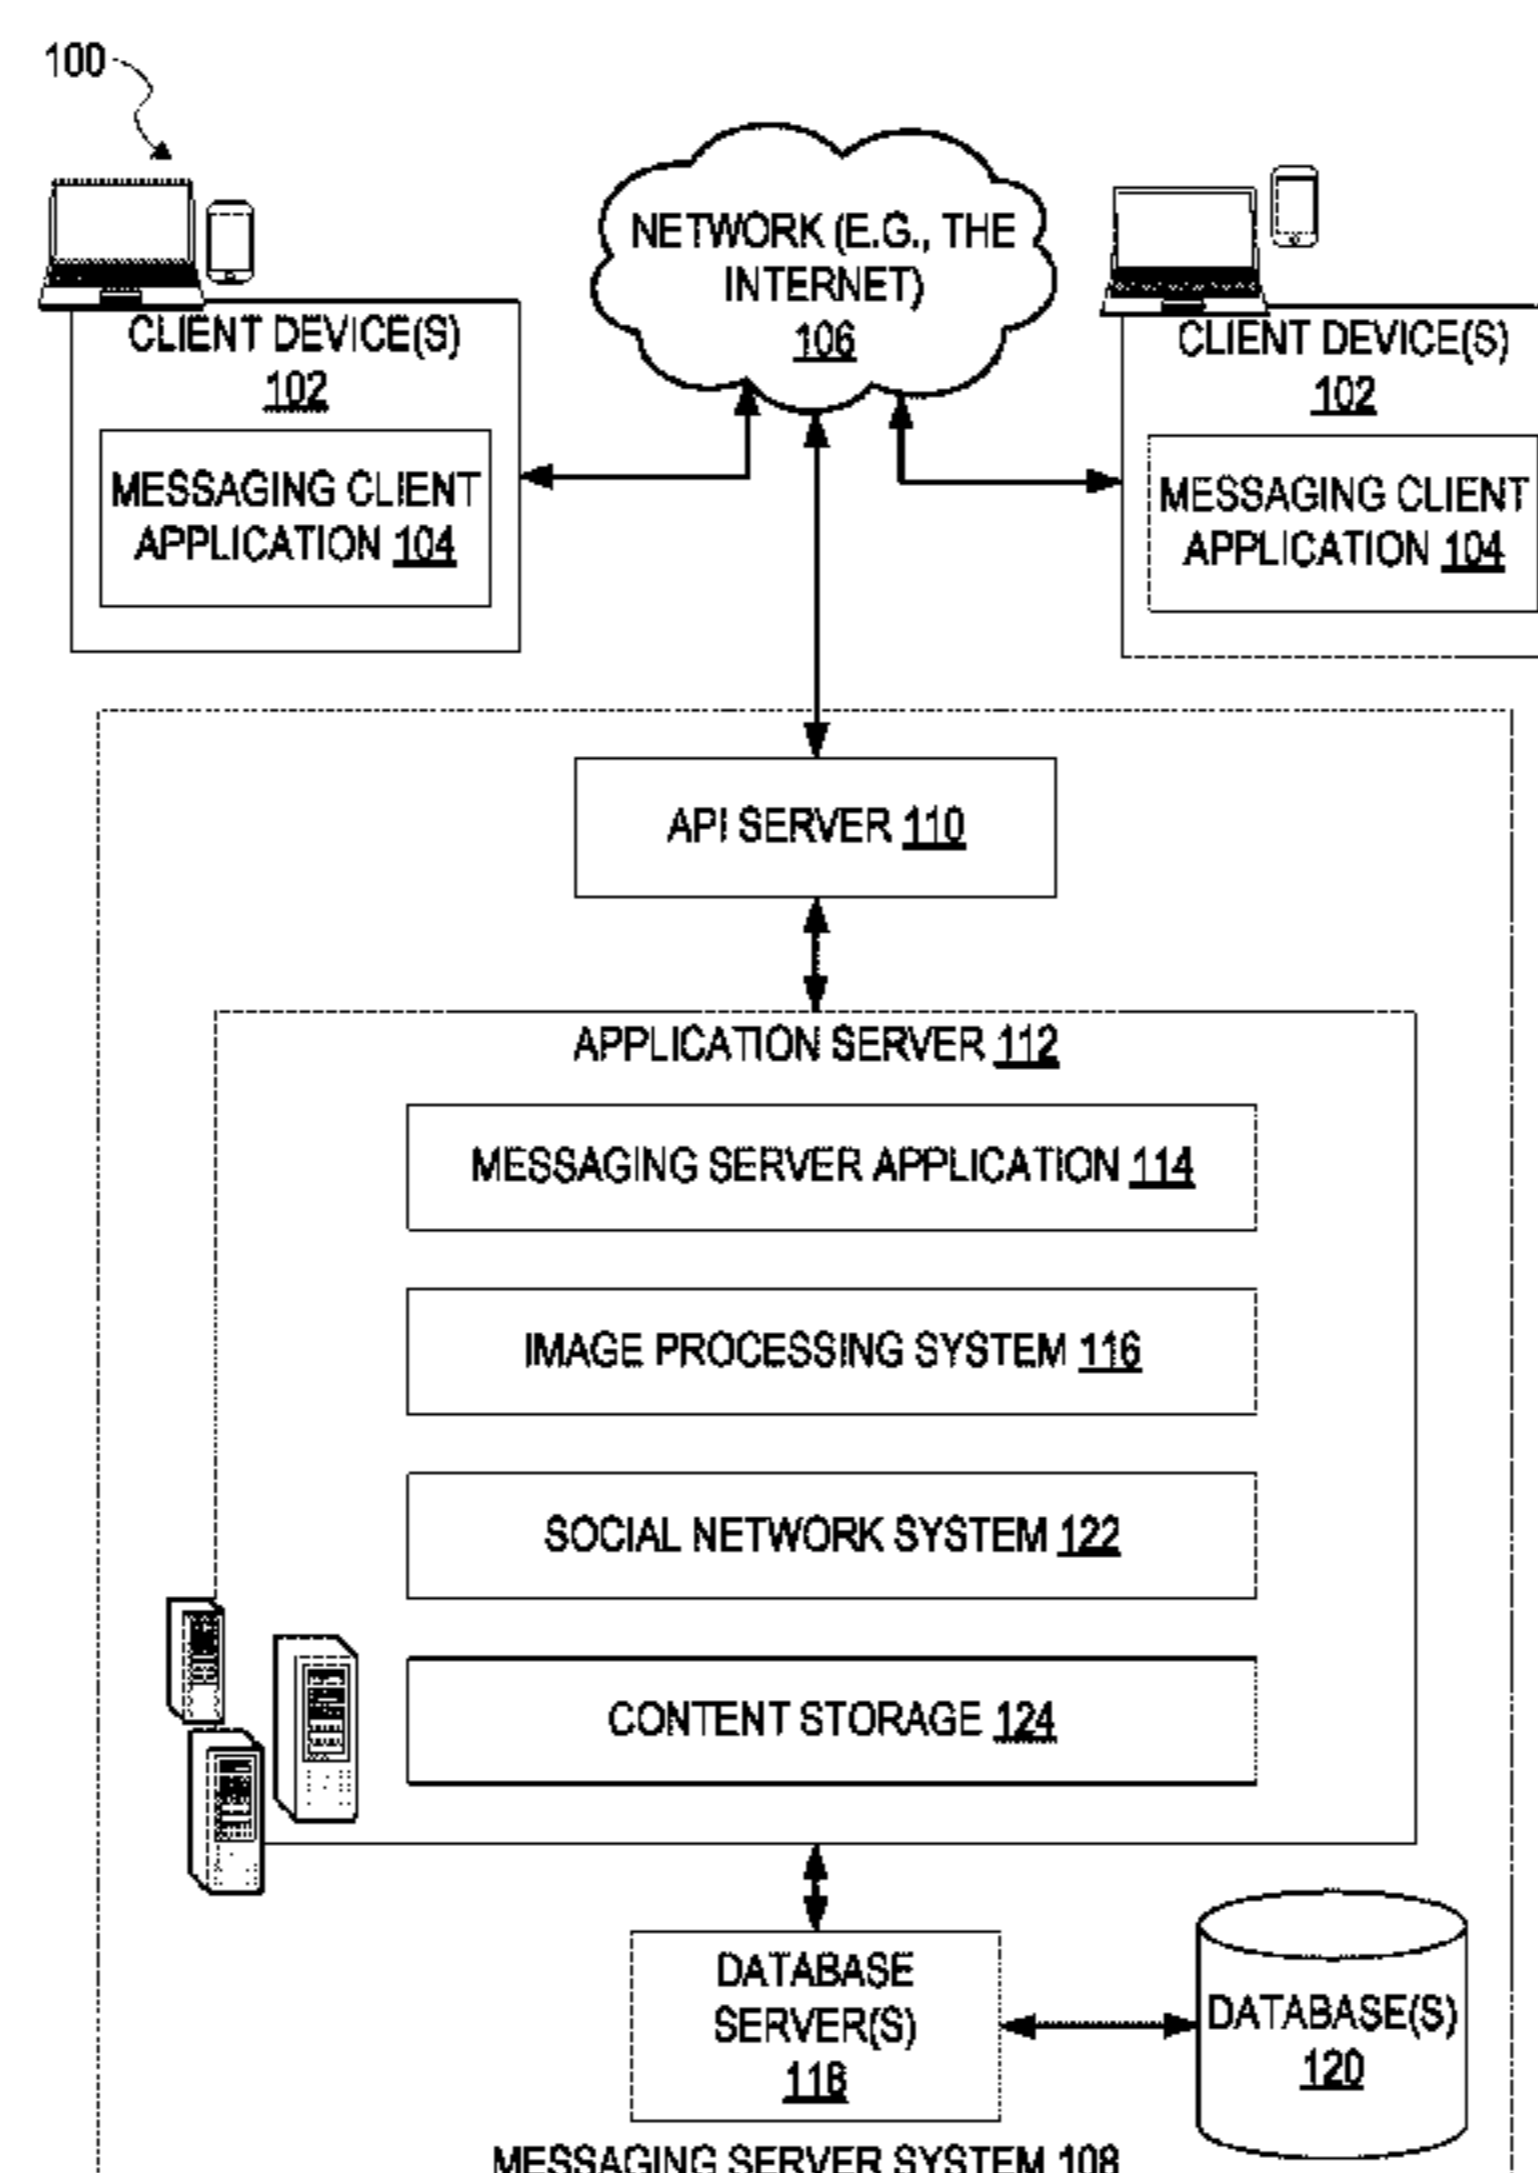 100
NETWORK (E.G., THE
INTERNET)
106
CLIENT DEVICE(S)
102
MESSAGING CLIENT
APPLICATION 104
CLIENT DEVICE(S)
102
MESSAGING CLIENT
APPLICATION 104
API SERVER 110
APPLICATION SERVER 112
MESSAGING SERVER APPLICATION 114
IMAGE PROCESSING SYSTEM 116
SOCIAL NETWORK SYSTEM 122
CONTENT STORAGE 124
DATABASE
SERVER(S)
118
DATABASE(S)
120
MESSAGING SERVER SYSTEM 108